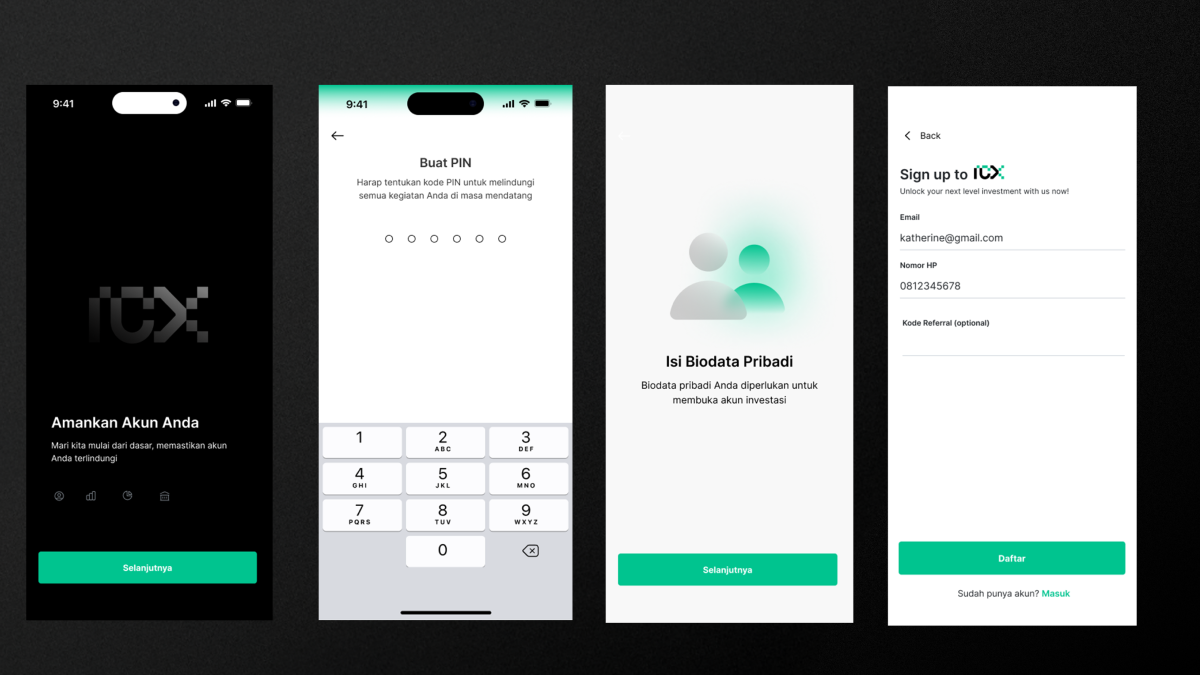 9:41
ICX
Amankan Akun Anda
Mari kita mulai dari dasar, memastikan akun
Anda terlindungi
Selanjutnya
9:41
Buat PIN
Harap tentukan kode PIN untuk melindungi
semua kegiatan Anda di masa mendatang
1
2
ABC
3
DEF
4
GHI
5
JKL
6
MNO
7
PQRS
8
TUV
9
WXYZ
0
Isi Biodata Pribadi
Biodata pribadi Anda diperlukan untuk
membuka akun investasi
Selanjutnya
Back
Sign up to ICX
Unlock your next level investment with us now!
Email
katherine@gmail.com
Nomor HP
0812345678
Kode Referral (optional)
Daftar
Sudah punya akun? Masuk